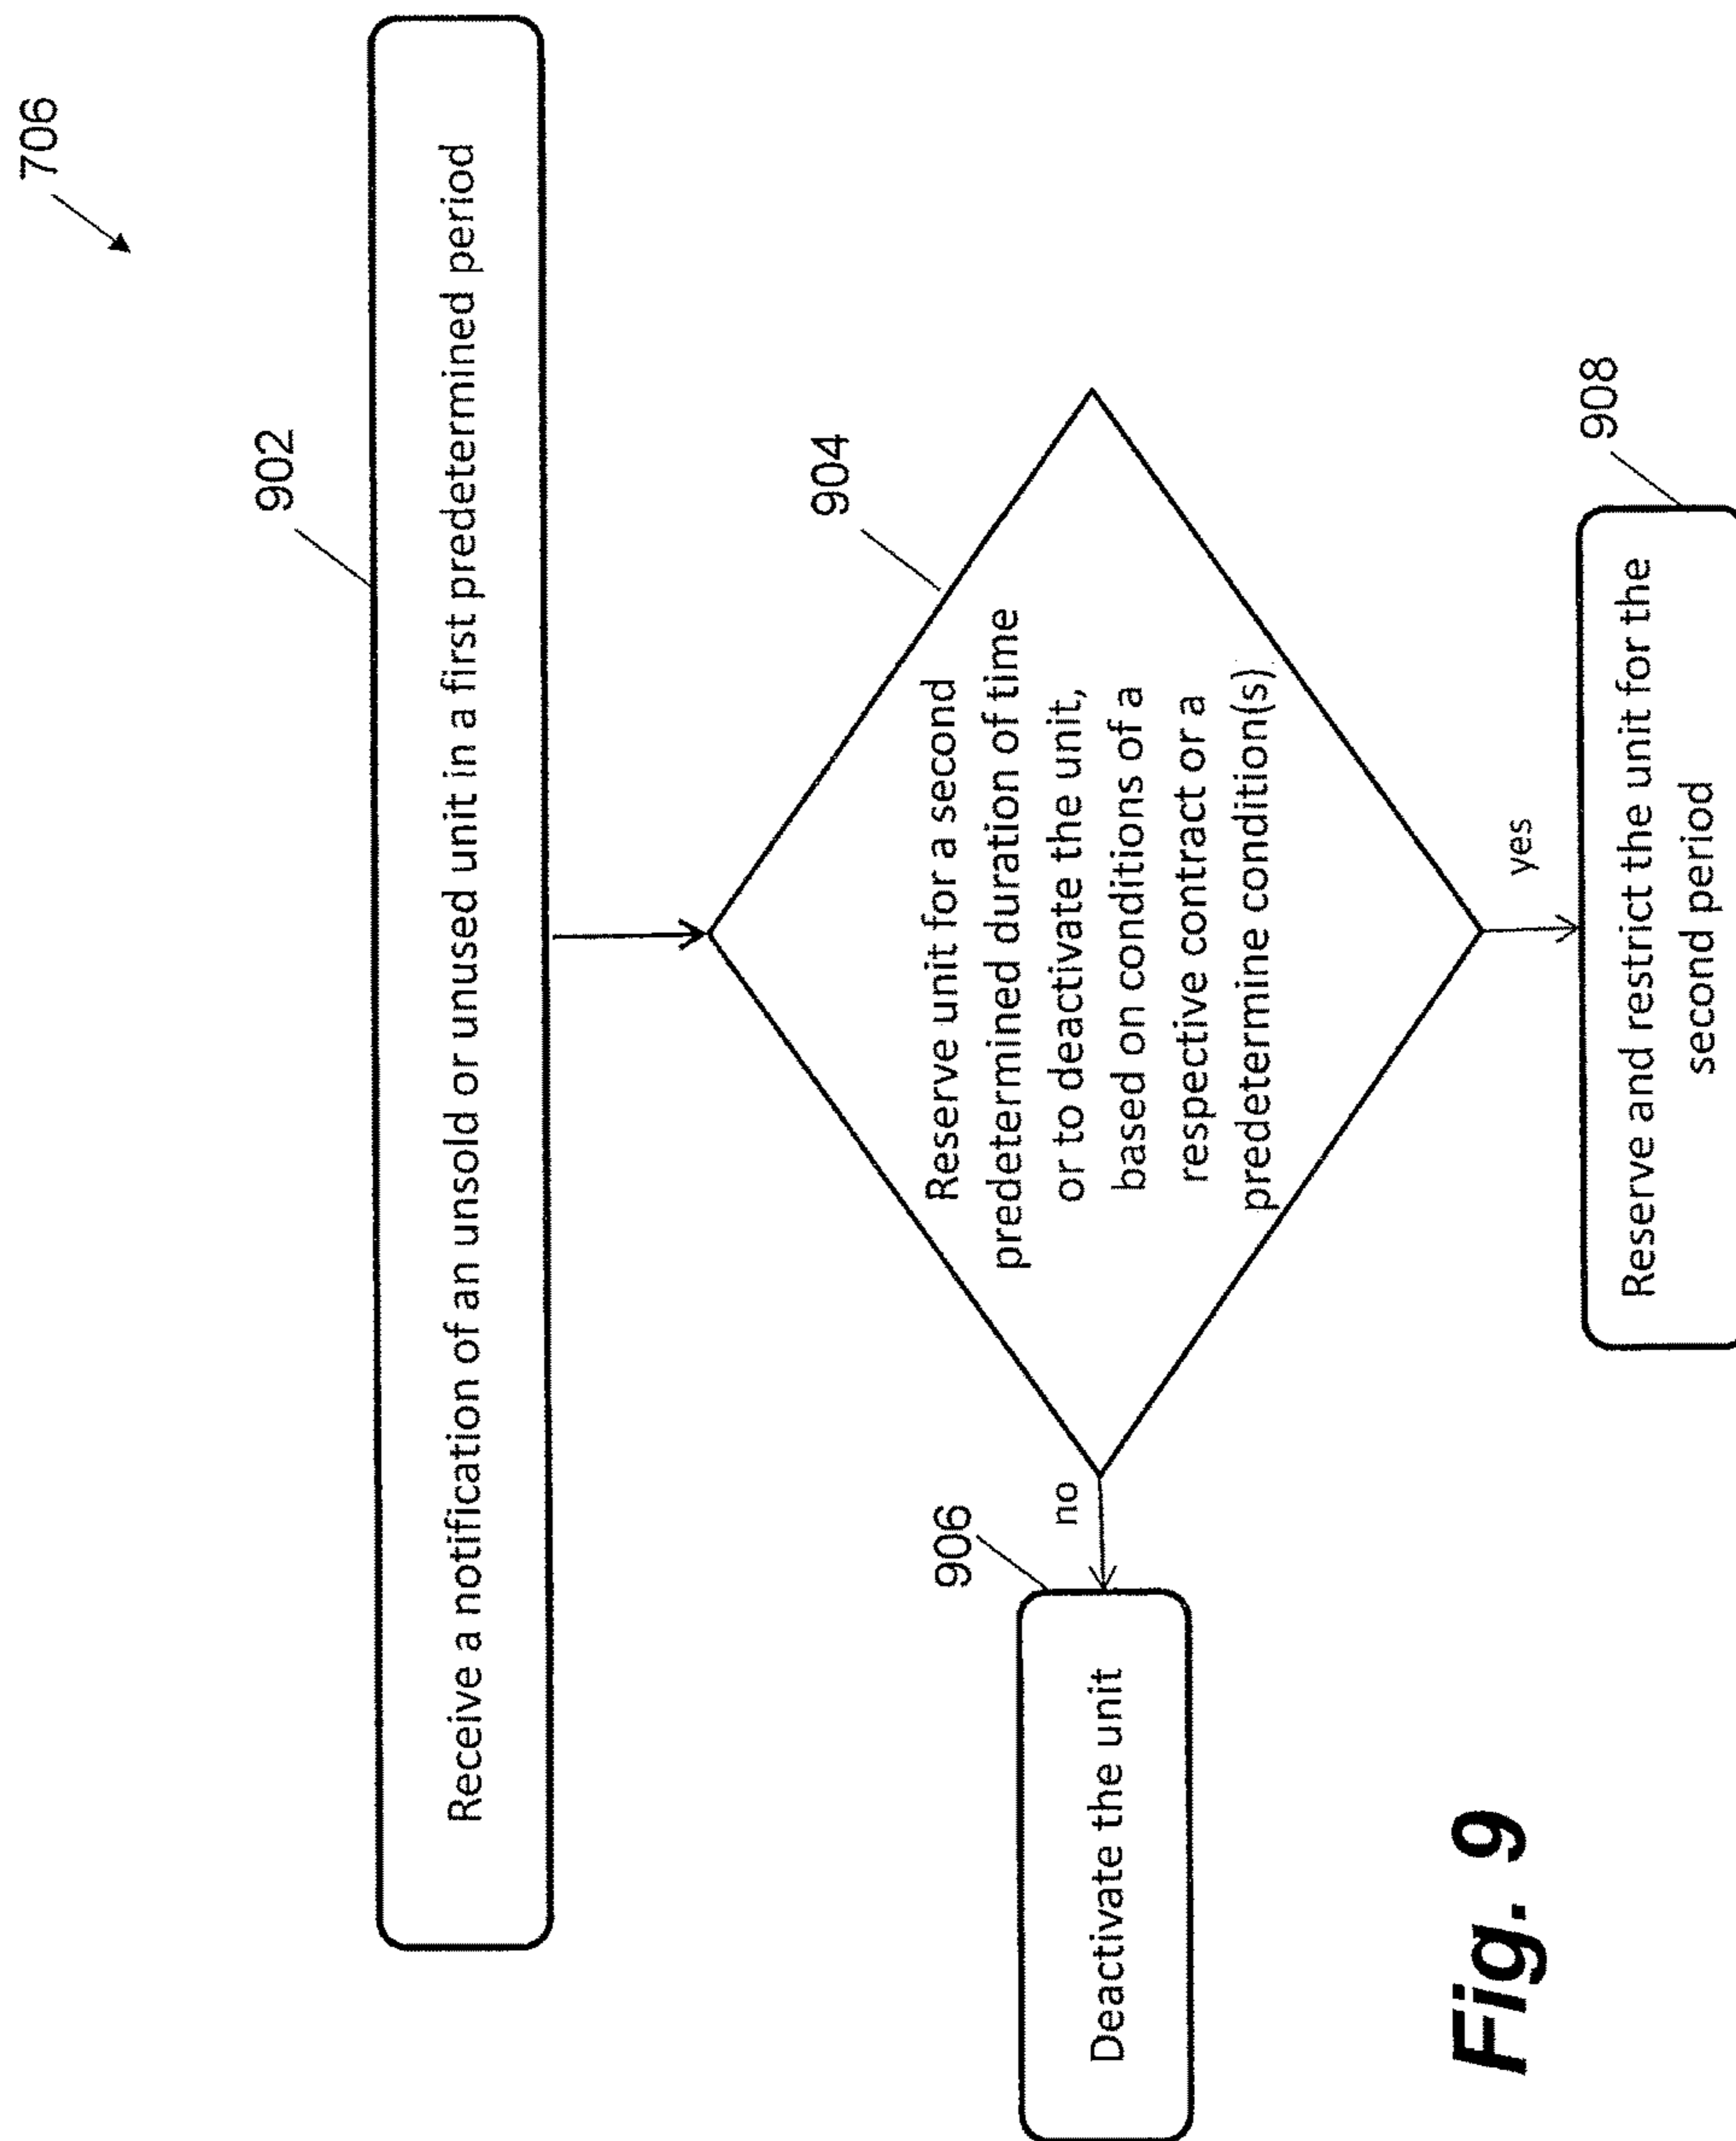 706
902
Receive a notification of an unsold or unused unit in a first predetermined period
904
Reserve unit for a second
predetermined duration of time
or to deactivate the unit,
based on conditions of a
respective contract or a
predetermine condition(s)
906
no
Deactivate the unit
yes
908
Reserve and restrict the unit for the
second period
Fig. 9